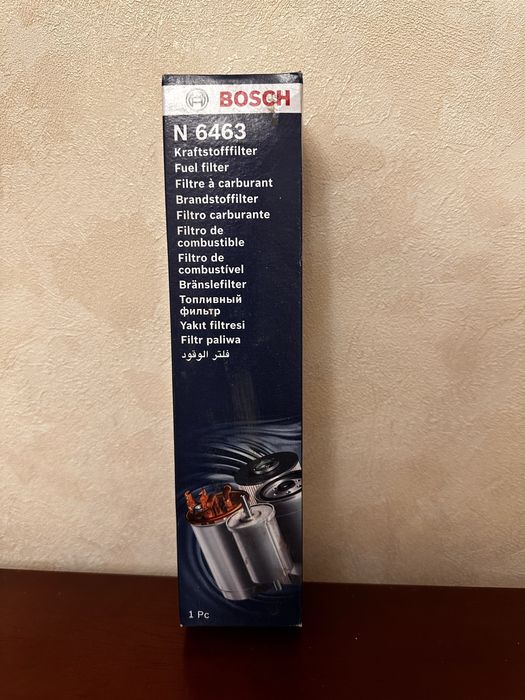 BOSCH
N 6463
Kraftstofffilter
Fuel filter
Filtre à carburant
Brandstoffilter
Filtro carburante
Filtro de
combustible
Filtro de
combustível
Bränslefilter
Топливный
фильтр
Yakıt filtresi
Filtr paliwa
فلتر الوقود
1 Pc